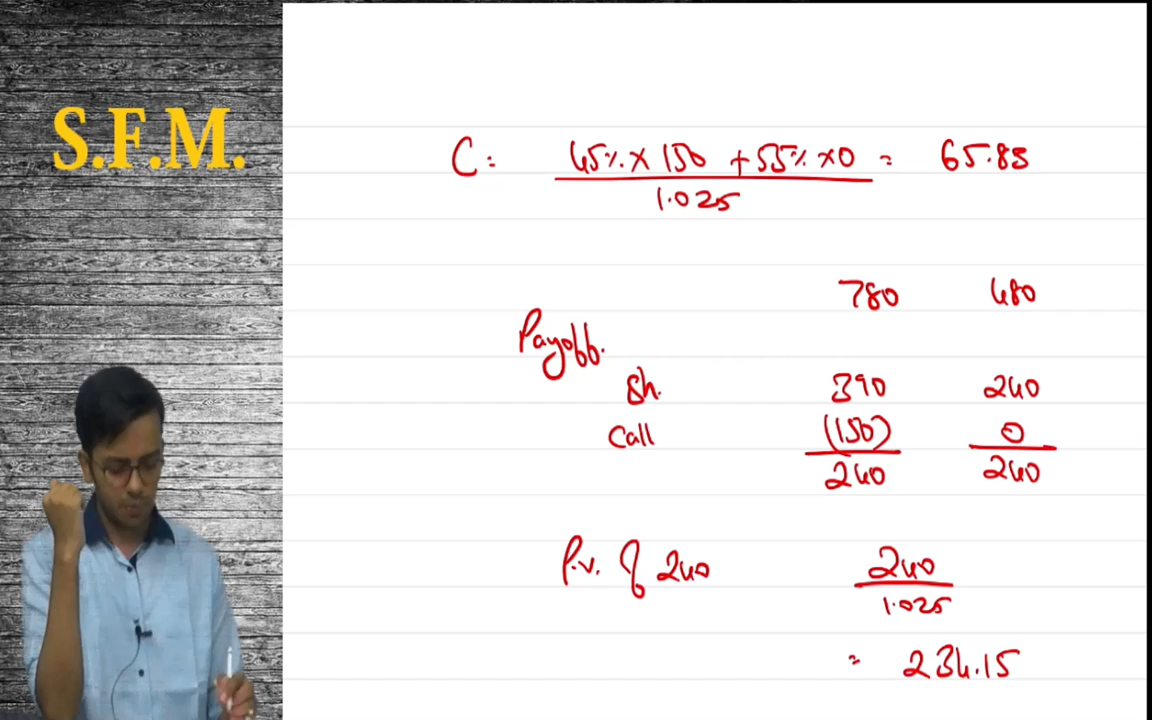 S.F.M.
C = 45% × 150 + 55% × 0 = 65.85
1.025
780 480
Payoff.
Sh. 390 240
Call (150) 0
240 240
P.v. of 240 240
1.025
= 234.15